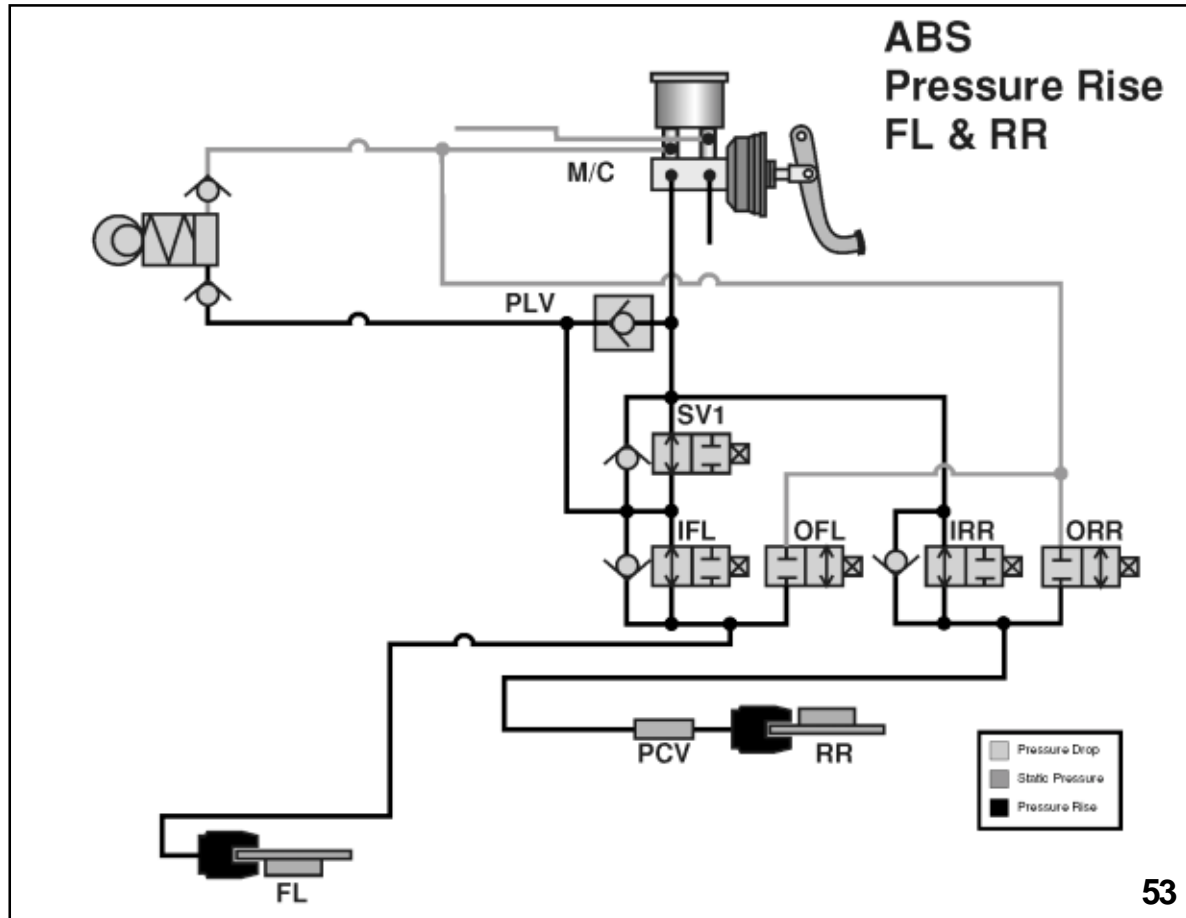 ABS
Pressure Rise
FL & RR
M/C
PLV
SV1
IFL
OFL
IRR
ORR
PCV
RR
FL
Pressure Drop
Static Pressure
Pressure Rise
53